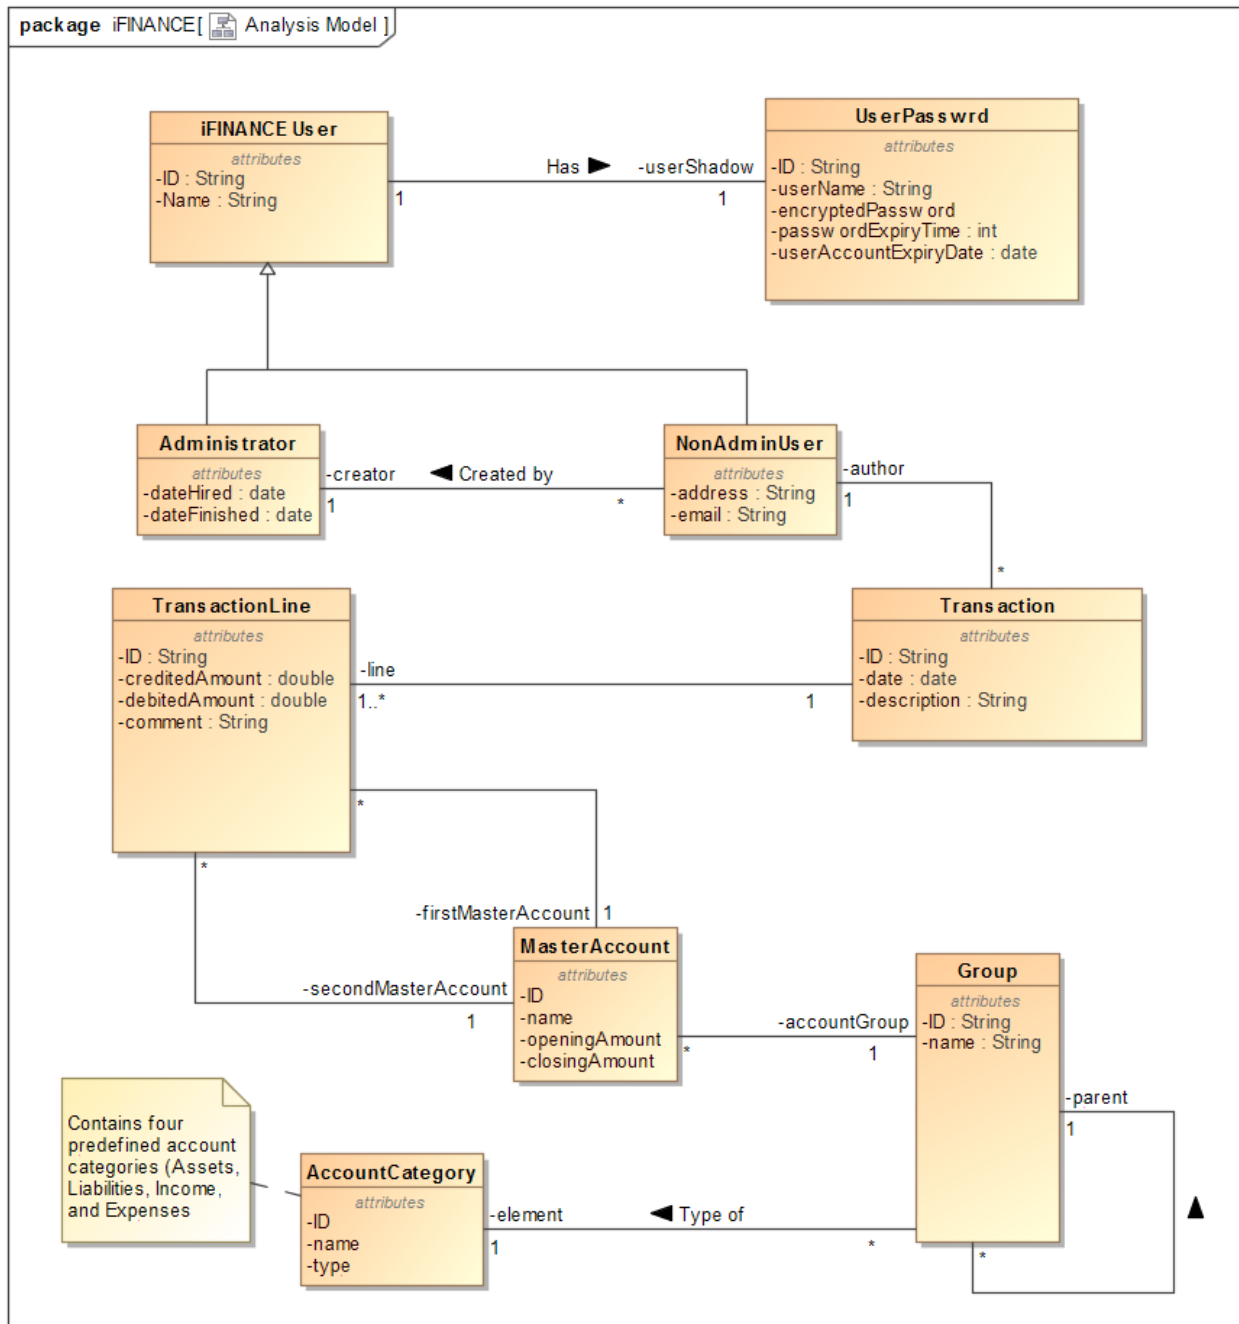 package iFINANCE[ Analysis Model ]
iFINANCE User
attributes
-ID : String
-Name : String
Has
-userShadow
1
1
UserPasswrd
attributes
-ID : String
-userName : String
-encryptedPassword
-passwordExpiryTime : int
-userAccountExpiryDate : date
Administrator
attributes
-dateHired : date
-dateFinished : date
-creator
Created by
1
*
NonAdminUser
attributes
-address : String
-email : String
-author
1
*
TransactionLine
attributes
-ID : String
-creditedAmount : double
-debitedAmount : double
-comment : String
-line
1..*
1
Transaction
attributes
-ID : String
-date : date
-description : String
*
*
-firstMasterAccount
1
-secondMasterAccount
1
MasterAccount
attributes
-ID
-name
-openingAmount
-closingAmount
-accountGroup
*
1
Group
attributes
-ID : String
-name : String
-parent
1
*
Contains four
predefined account
categories (Assets,
Liabilities, Income,
and Expenses
AccountCategory
attributes
-ID
-name
-type
-element
Type of
1
*